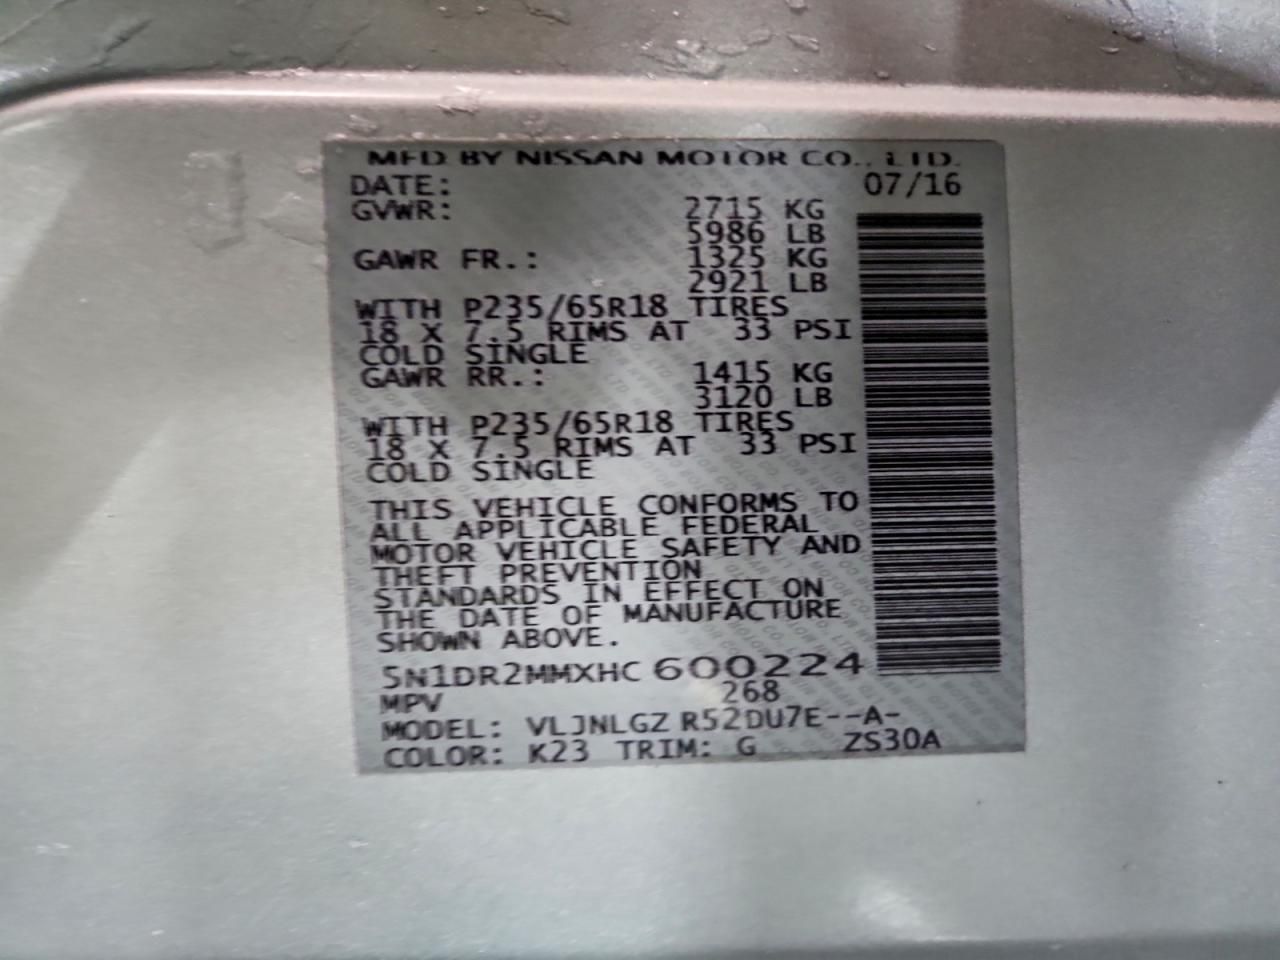 MFD BY NISSAN MOTOR CO., LTD.
DATE: 07/16
GVWR: 2715 KG
5986 LB
GAWR FR.: 1325 KG
2921 LB
WITH P235/65R18 TIRES
18 X 7.5 RIMS AT 33 PSI
COLD SINGLE
GAWR RR.: 1415 KG
3120 LB
WITH P235/65R18 TIRES
18 X 7.5 RIMS AT 33 PSI
COLD SINGLE
THIS VEHICLE CONFORMS TO
ALL APPLICABLE FEDERAL
MOTOR VEHICLE SAFETY AND
THEFT PREVENTION
STANDARDS IN EFFECT ON
THE DATE OF MANUFACTURE
SHOWN ABOVE.
5N1DR2MMXHC 600224
MPV 268
MODEL: VLJNLGZ R52DU7E--A-
COLOR: K23 TRIM: G ZS30A